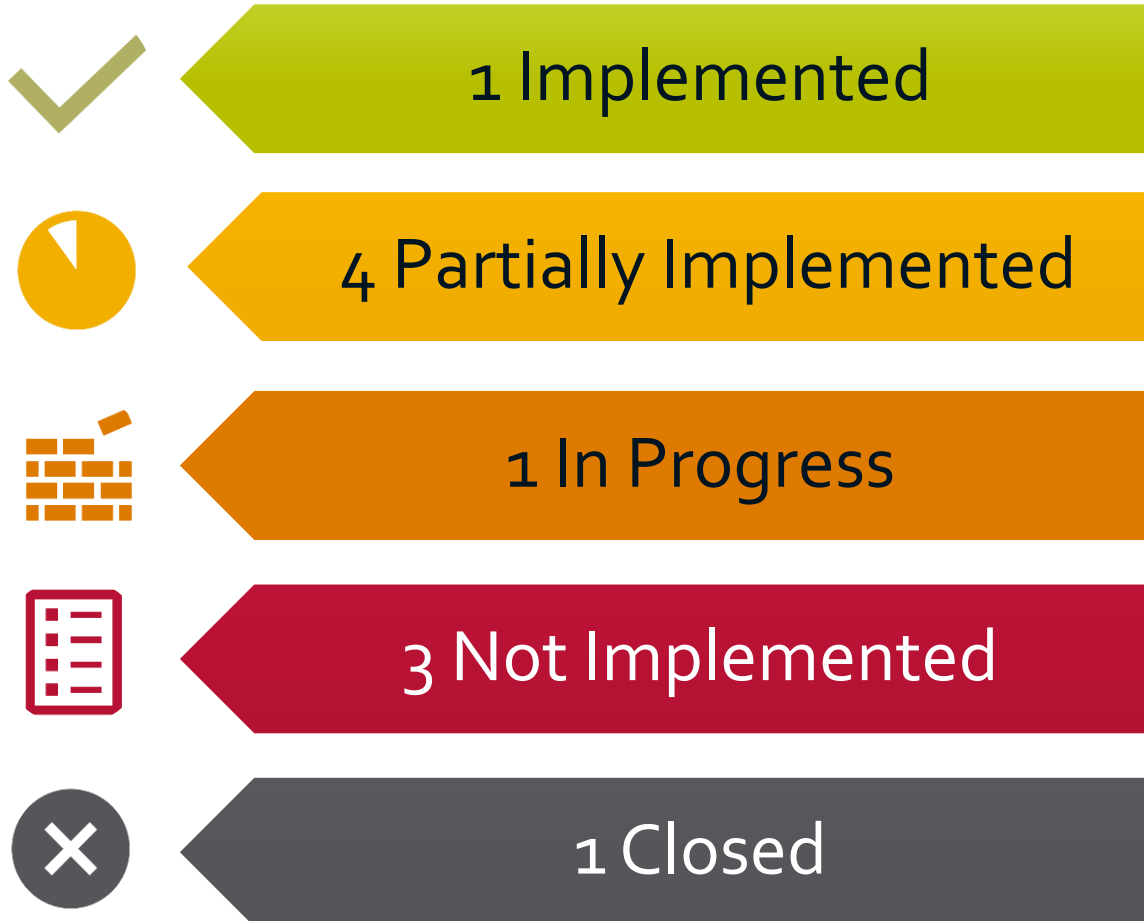 1 Implemented
4 Partially Implemented
1 In Progress
3 Not Implemented
1 Closed